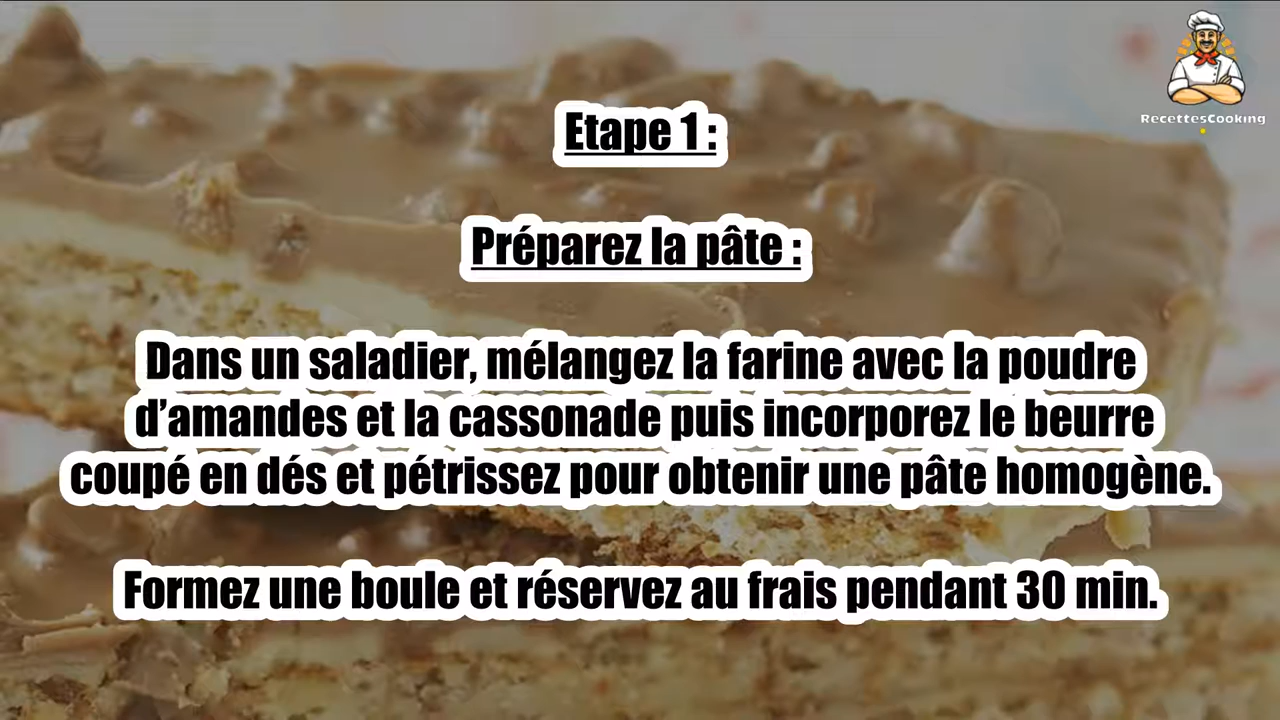 RecettesCooking
Etape 1 :
Préparez la pâte :
Dans un saladier, mélangez la farine avec la poudre
d’amandes et la cassonade puis incorporez le beurre
coupé en dés et pétrissez pour obtenir une pâte homogène.
Formez une boule et réservez au frais pendant 30 min.